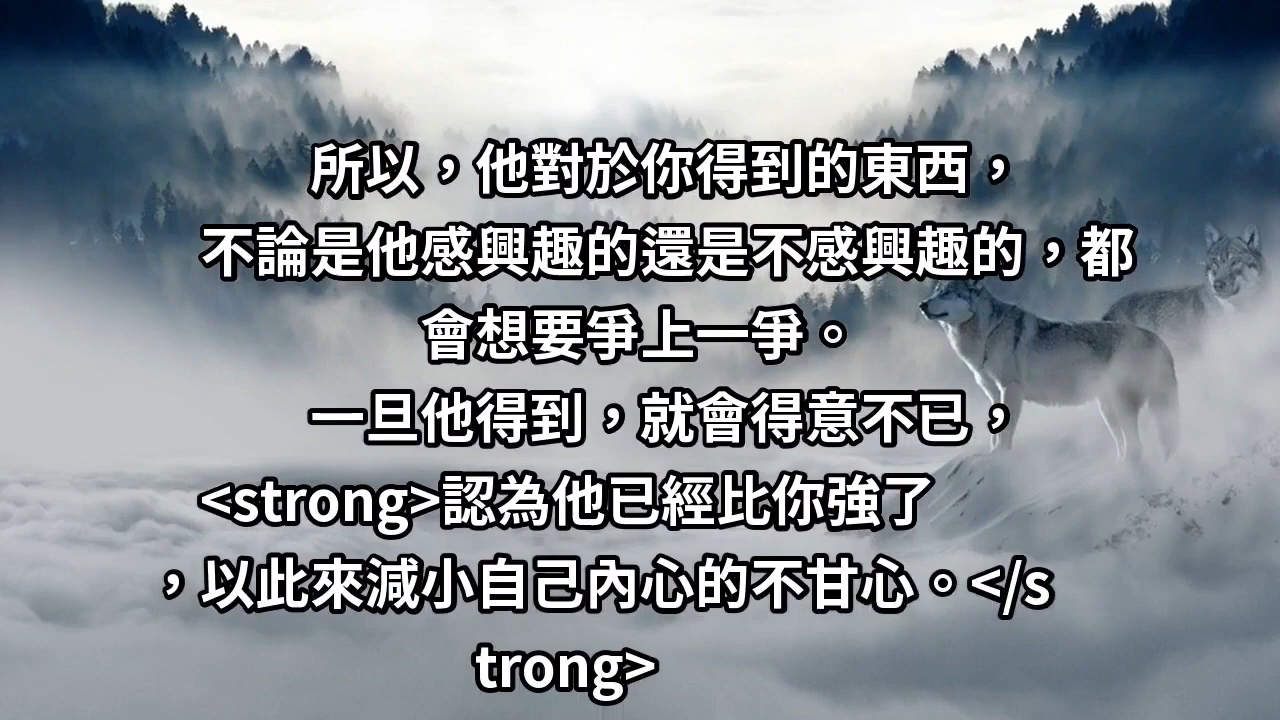 所以，他對於你得到的東西，
不論是他感興趣的還是不感興趣的，都
會想要爭上一爭。
一旦他得到，就會得意不已，
<strong>認為他已經比你強了
，以此來減小自己內心的不甘心。</s
trong>